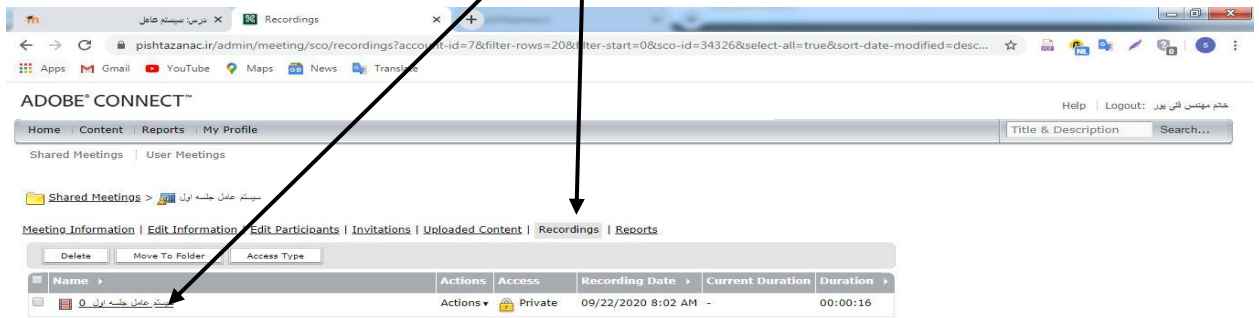 درس: سیستم عامل
Recordings
pishtazanac.ir/admin/meeting/sco/recordings?account-id=7&filter-rows=20&filter-start=0&sco-id=34326&select-all=true&sort-date-modified=desc...
Apps Gmail YouTube Maps News Translate
ADOBE® CONNECT™
Help | Logout: خانم مهندس قلی پور
Home | Content | Reports | My Profile
Title & Description Search...
Shared Meetings | User Meetings
Shared Meetings > سیستم عامل جلسه اول
Meeting Information | Edit Information | Edit Participants | Invitations | Uploaded Content | Recordings | Reports
Delete Move To Folder Access Type
Name Actions Access Recording Date Current Duration Duration
سیستم عامل جلسه اول_0 Actions Private 09/22/2020 8:02 AM - 00:00:16